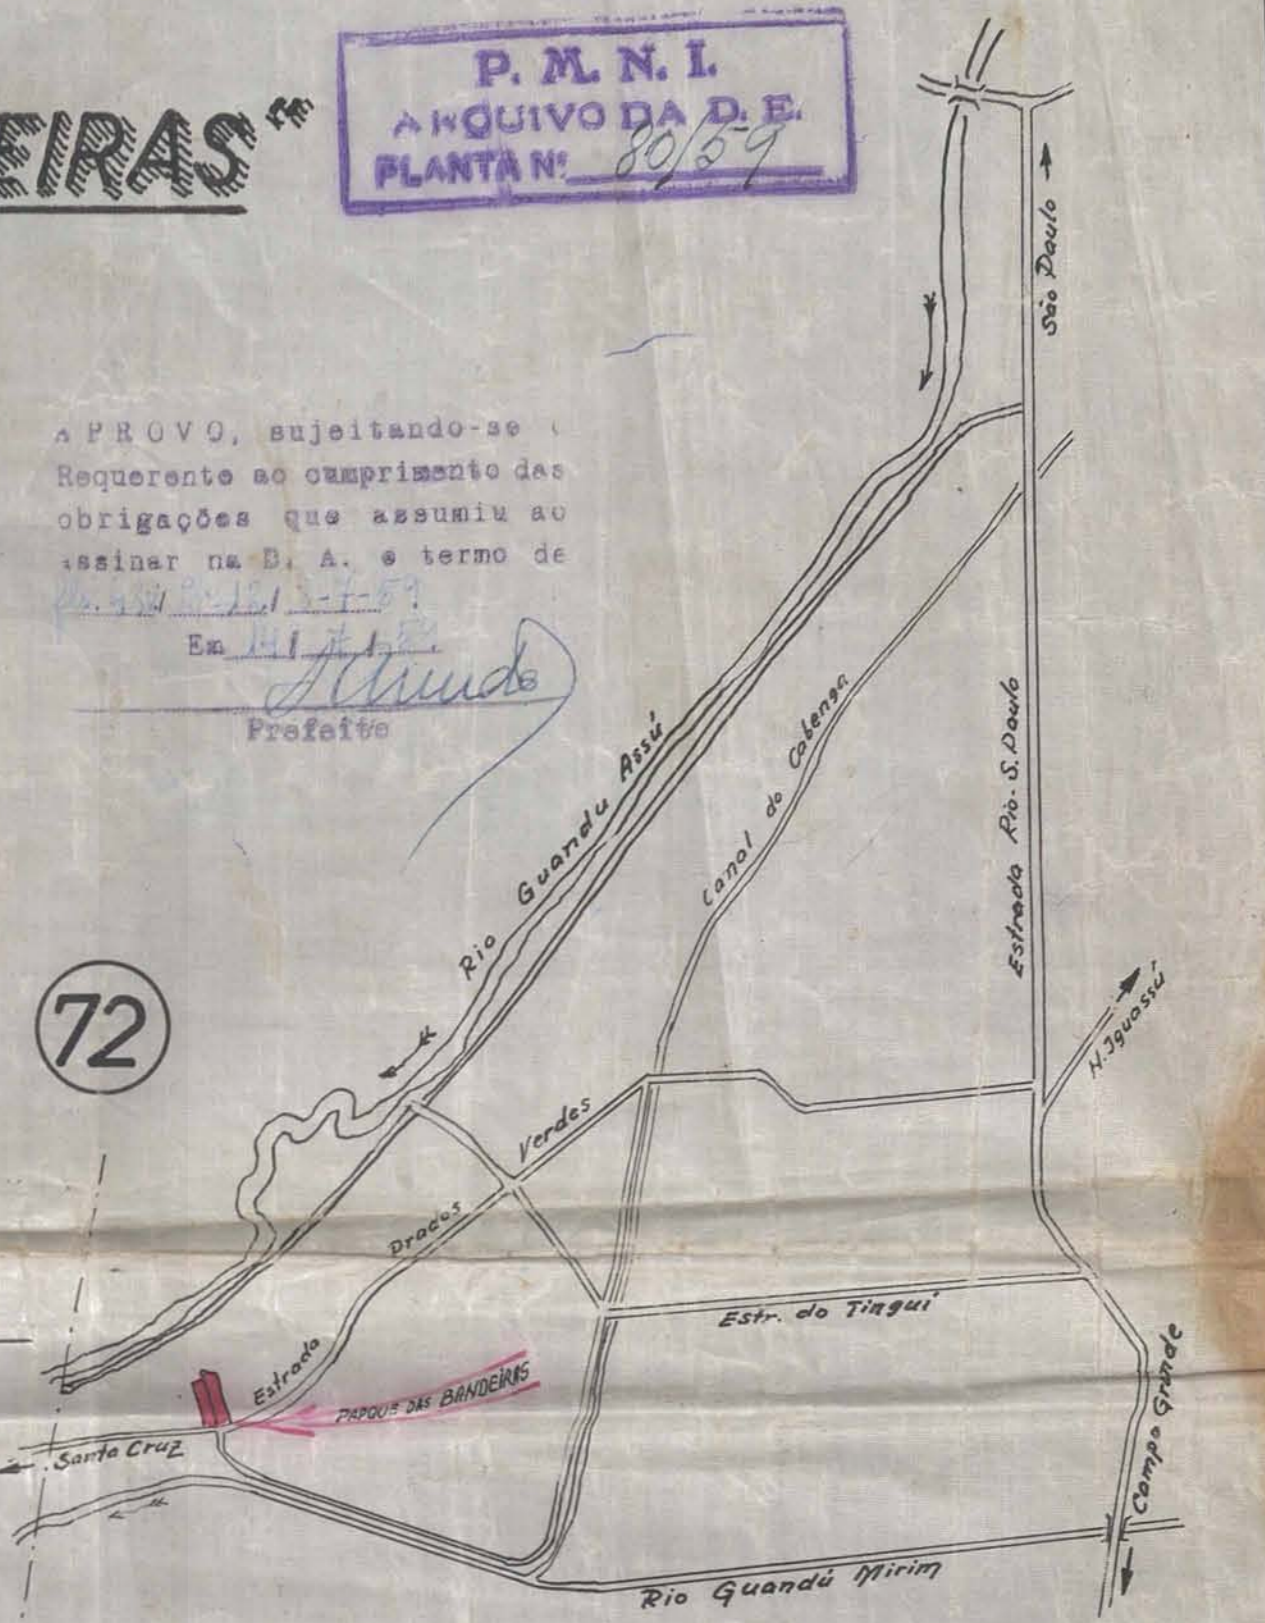 EIRAS"
P. M. N. I.
ARQUIVO DA D. E.
PLANTA Nº 80/59
APROVO, sujeitando-se
Requerente ao cumprimento das
obrigações que assumiu ao
assinar na D. A. o termo de
Em 14/
Prefeito
72
São Paulo
Rio Guandu Assú
Canal do Cabenga
Estrada Rio-S.Paulo
N. Iguassú
Estrada Prados Verdes
Estr. do Tinguí
PARQUE DAS BANDEIRAS
Santa Cruz
Campo Grande
Rio Guandú Mirim